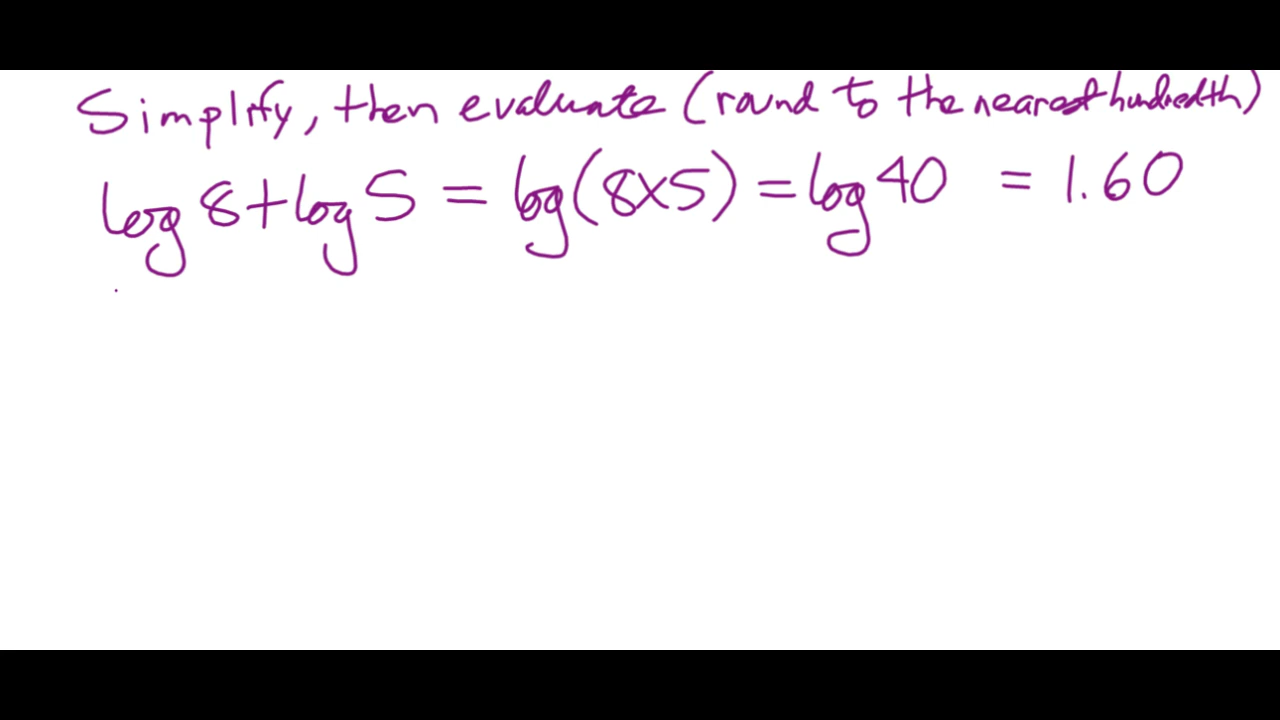 Simplify, then evaluate (round to the nearest hundredth)
log 8 + log 5 = log(8x5) = log 40 = 1.60